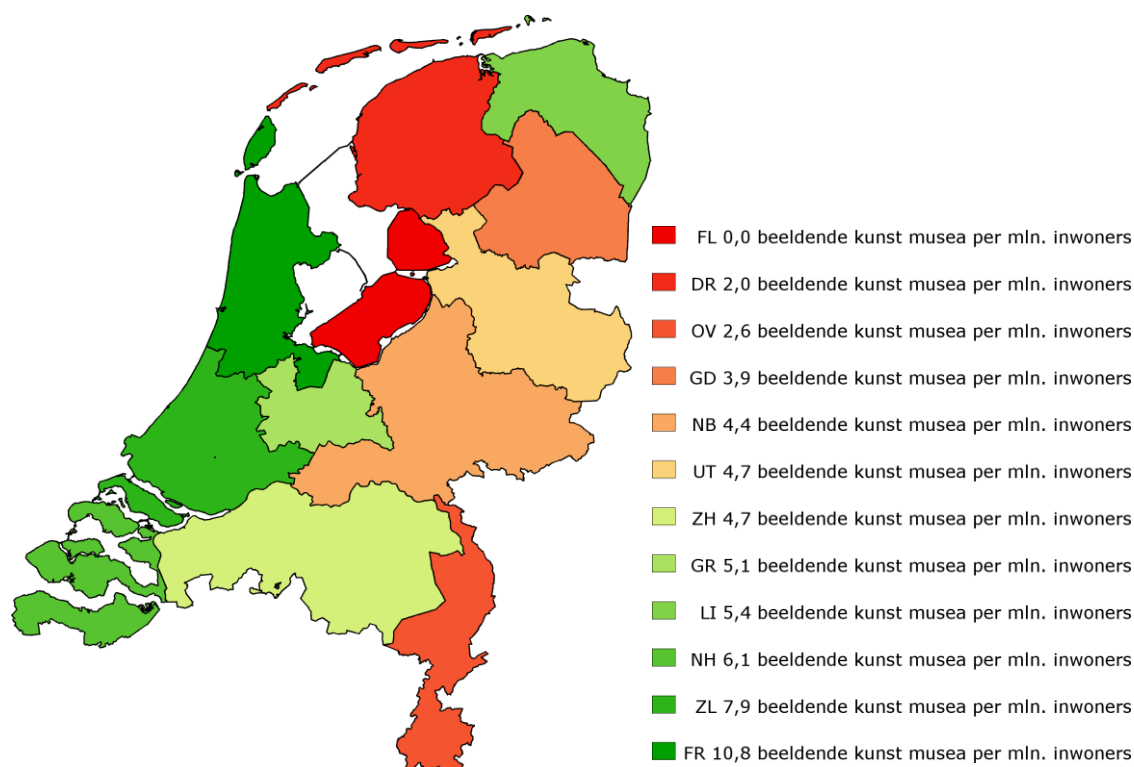 FL 0,0 beeldende kunst musea per mln. inwoners
DR 2,0 beeldende kunst musea per mln. inwoners
OV 2,6 beeldende kunst musea per mln. inwoners
GD 3,9 beeldende kunst musea per mln. inwoners
NB 4,4 beeldende kunst musea per mln. inwoners
UT 4,7 beeldende kunst musea per mln. inwoners
ZH 4,7 beeldende kunst musea per mln. inwoners
GR 5,1 beeldende kunst musea per mln. inwoners
LI 5,4 beeldende kunst musea per mln. inwoners
NH 6,1 beeldende kunst musea per mln. inwoners
ZL 7,9 beeldende kunst musea per mln. inwoners
FR 10,8 beeldende kunst musea per mln. inwoners